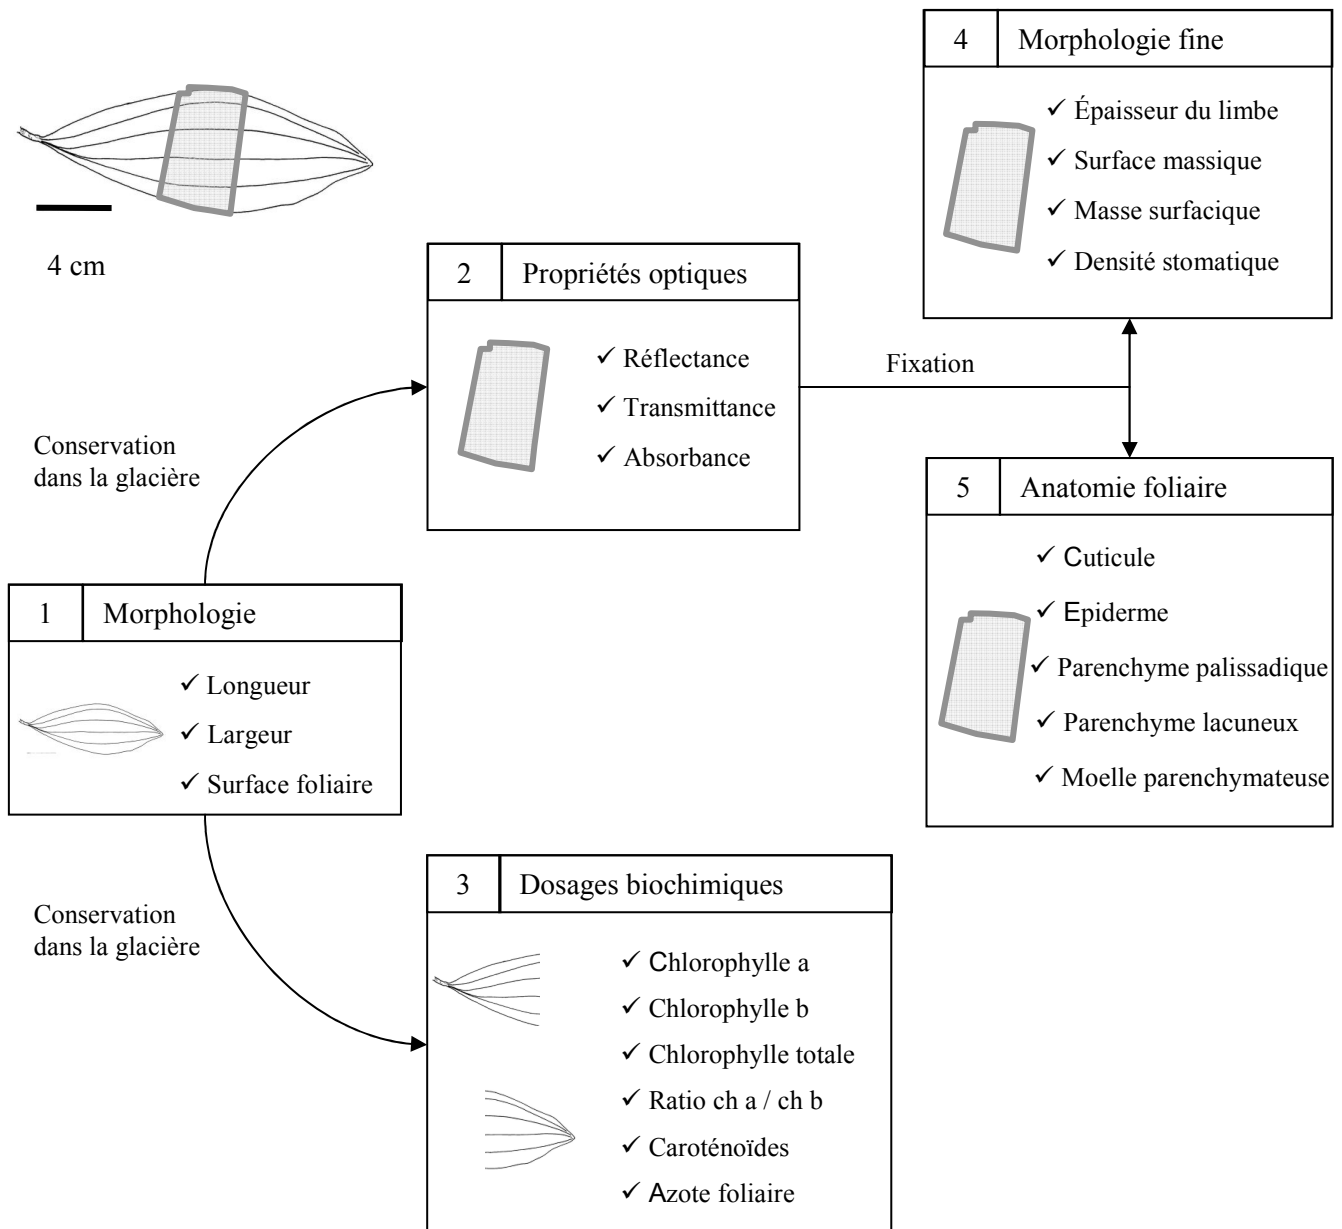 4 cm
1 Morphologie
✓ Longueur
✓ Largeur
✓ Surface foliaire
Conservation
dans la glacière
2 Propriétés optiques
✓ Réflectance
✓ Transmittance
✓ Absorbance
Conservation
dans la glacière
3 Dosages biochimiques
✓ Chlorophylle a
✓ Chlorophylle b
✓ Chlorophylle totale
✓ Ratio ch a / ch b
✓ Caroténoïdes
✓ Azote foliaire
Fixation
4 Morphologie fine
✓ Épaisseur du limbe
✓ Surface massique
✓ Masse surfacique
✓ Densité stomatique
5 Anatomie foliaire
✓ Cuticule
✓ Epiderme
✓ Parenchyme palissadique
✓ Parenchyme lacuneux
✓ Moelle parenchymateuse